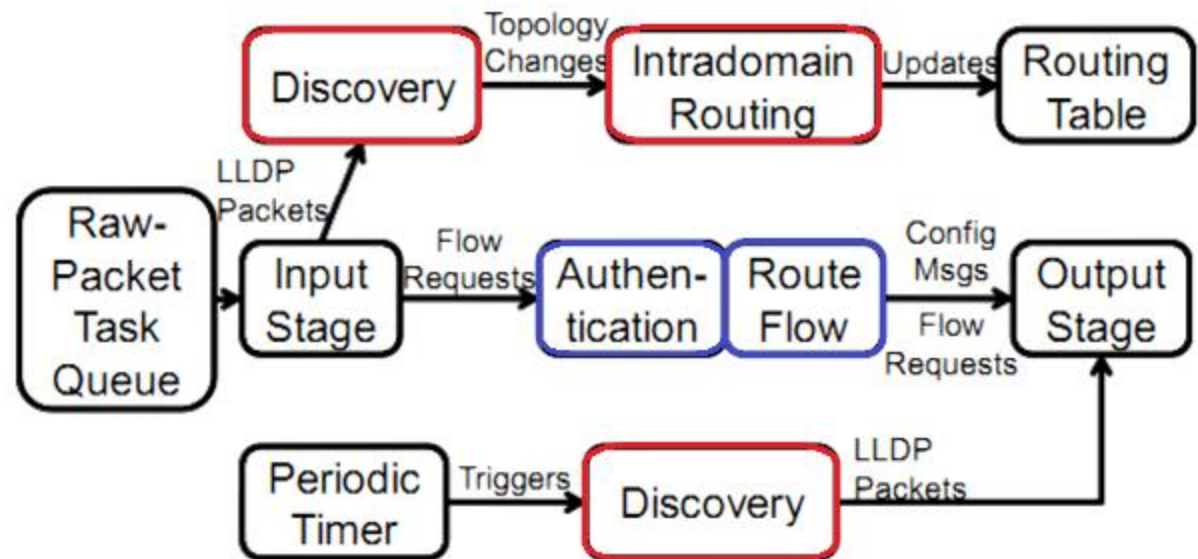 Discovery
Topology
Changes
Intradomain
Routing
Updates
Routing
Table
LLDP
Packets
Raw-
Packet
Task
Queue
Input
Stage
Flow
Requests
Authen-
tication
Route
Flow
Config
Msgs
Flow
Requests
Output
Stage
Periodic
Timer
Triggers
Discovery
LLDP
Packets